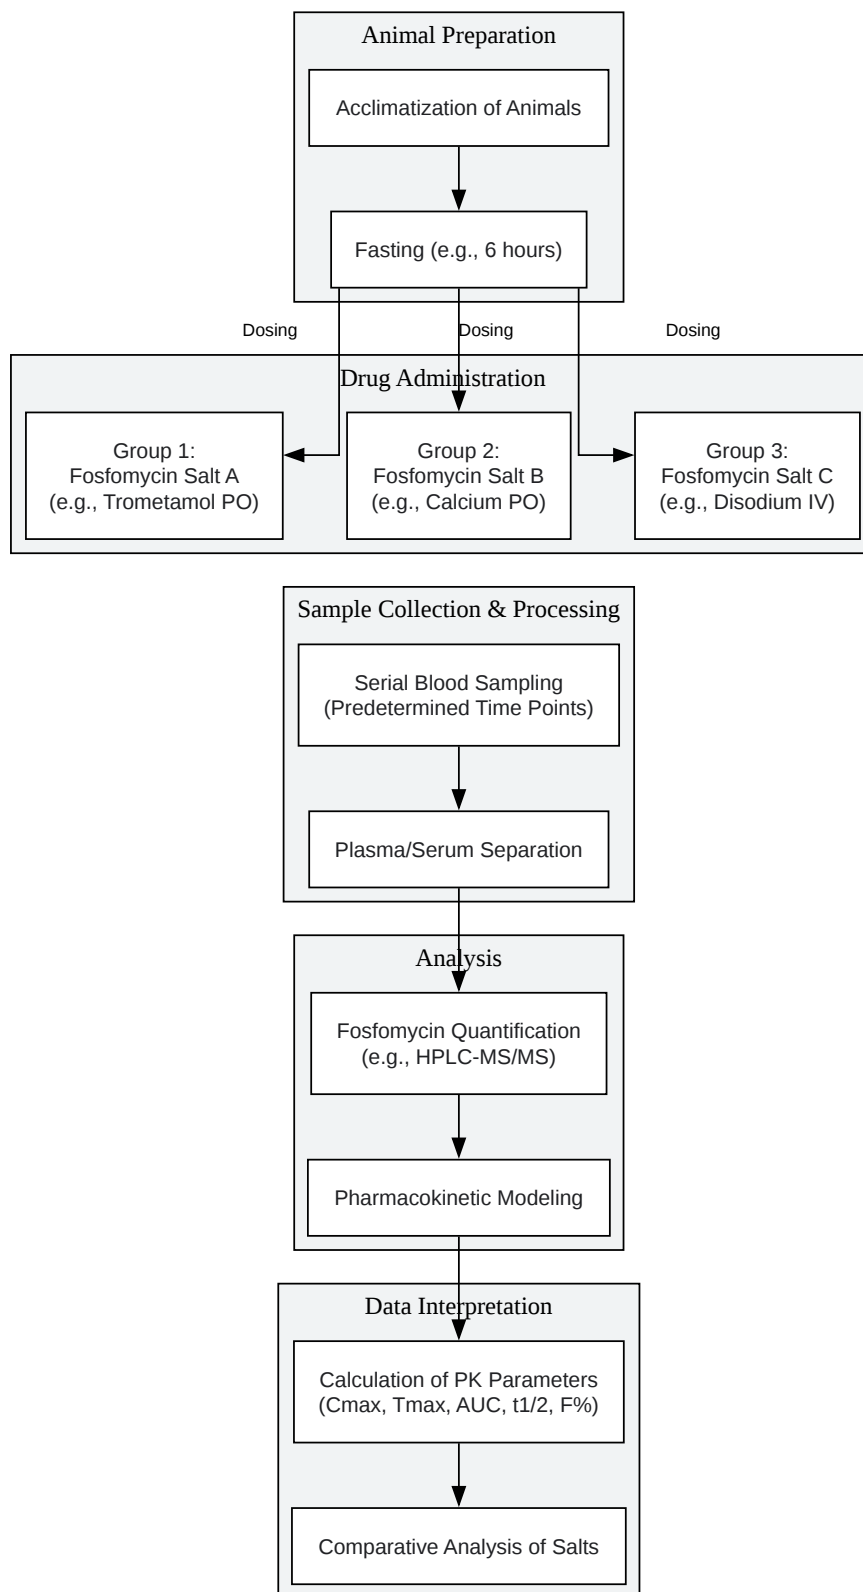 Animal Preparation
Acclimatization of Animals
Fasting (e.g., 6 hours)
Dosing
Dosing
Dosing
Drug Administration
Group 1:
Fosfomycin Salt A
(e.g., Trometamol PO)
Group 2:
Fosfomycin Salt B
(e.g., Calcium PO)
Group 3:
Fosfomycin Salt C
(e.g., Disodium IV)
Sample Collection & Processing
Serial Blood Sampling
(Predetermined Time Points)
Plasma/Serum Separation
Analysis
Fosfomycin Quantification
(e.g., HPLC-MS/MS)
Pharmacokinetic Modeling
Data Interpretation
Calculation of PK Parameters
(Cmax, Tmax, AUC, t1/2, F%)
Comparative Analysis of Salts